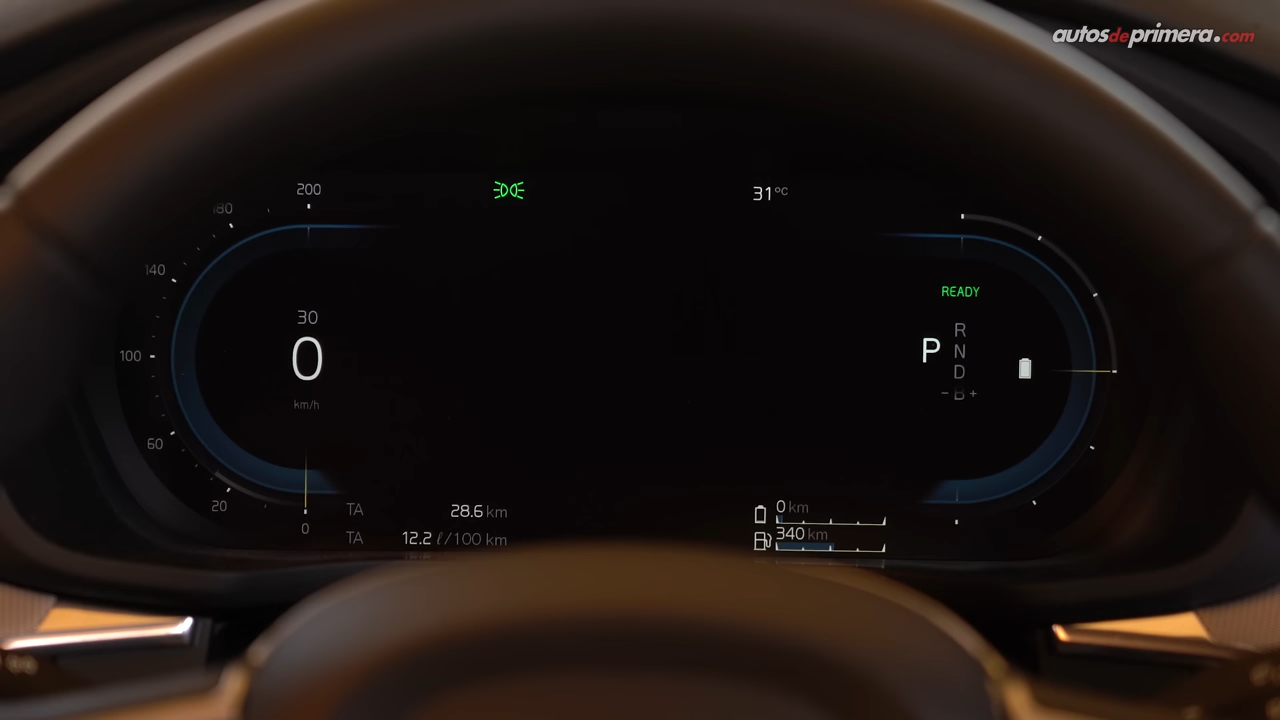 autosdeprimera.com
200
31°C
180
140
100
60
20
0
30
0
km/h
READY
P
R
N
D
− B +
TA 28.6 km
TA 12.2 ℓ/100 km
0 km
340 km